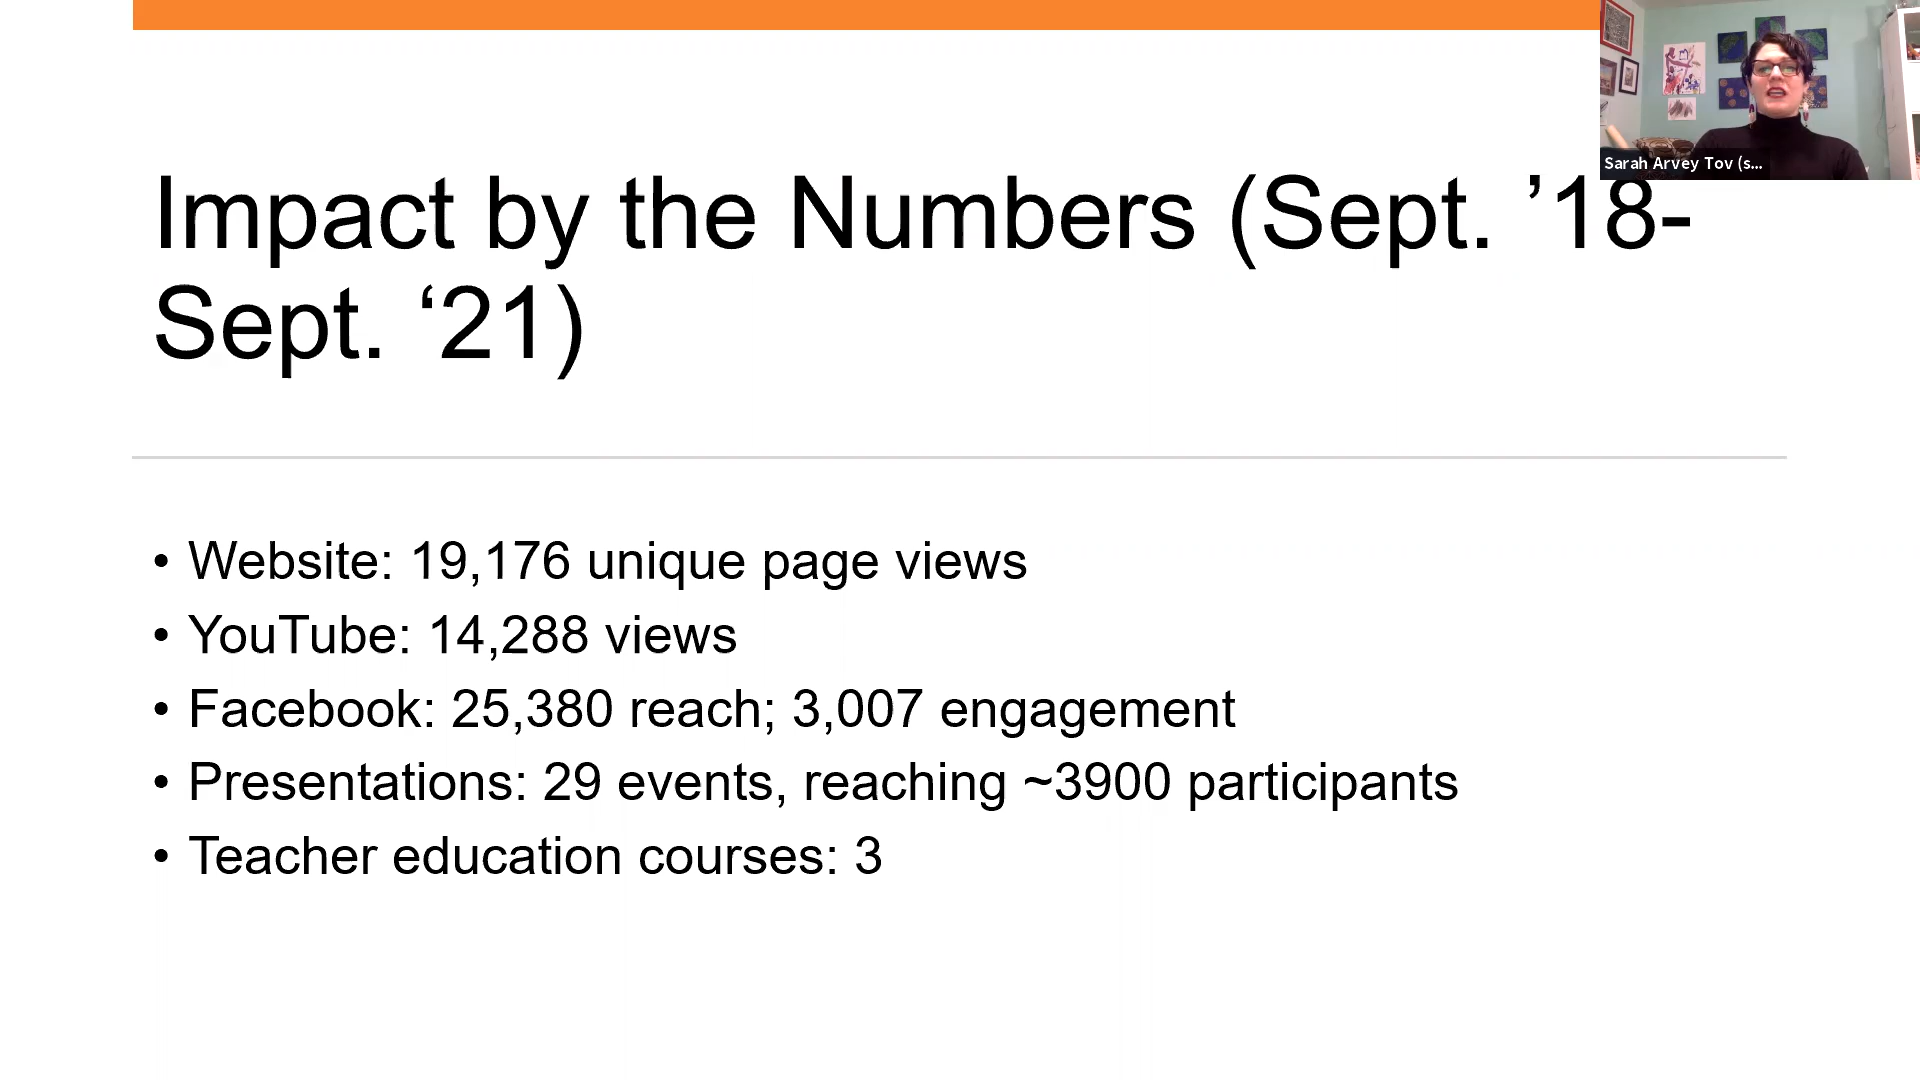 Sarah Arvey Tov (s...
Impact by the Numbers (Sept. ’18-
Sept. ‘21)
• Website: 19,176 unique page views
• YouTube: 14,288 views
• Facebook: 25,380 reach; 3,007 engagement
• Presentations: 29 events, reaching ~3900 participants
• Teacher education courses: 3